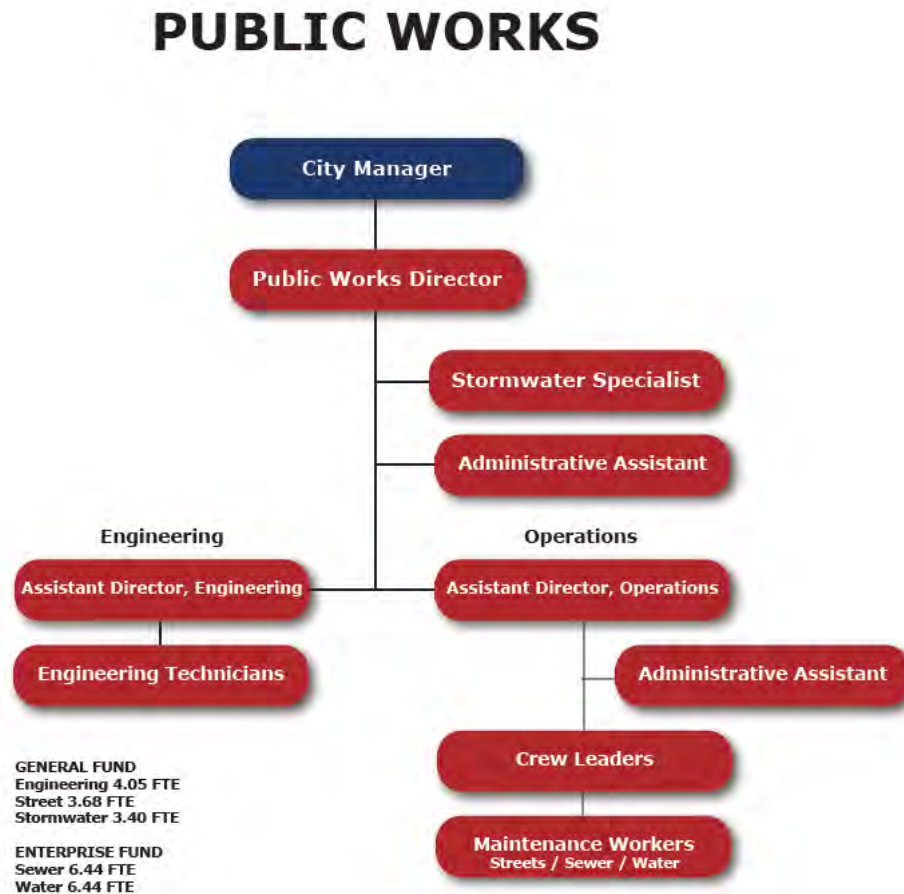 PUBLIC WORKS
City Manager
Public Works Director
Stormwater Specialist
Administrative Assistant
Engineering
Operations
Assistant Director, Engineering
Assistant Director, Operations
Engineering Technicians
Administrative Assistant
Crew Leaders
Maintenance Workers
Streets / Sewer / Water
GENERAL FUND
Engineering 4.05 FTE
Street 3.68 FTE
Stormwater 3.40 FTE
ENTERPRISE FUND
Sewer 6.44 FTE
Water 6.44 FTE